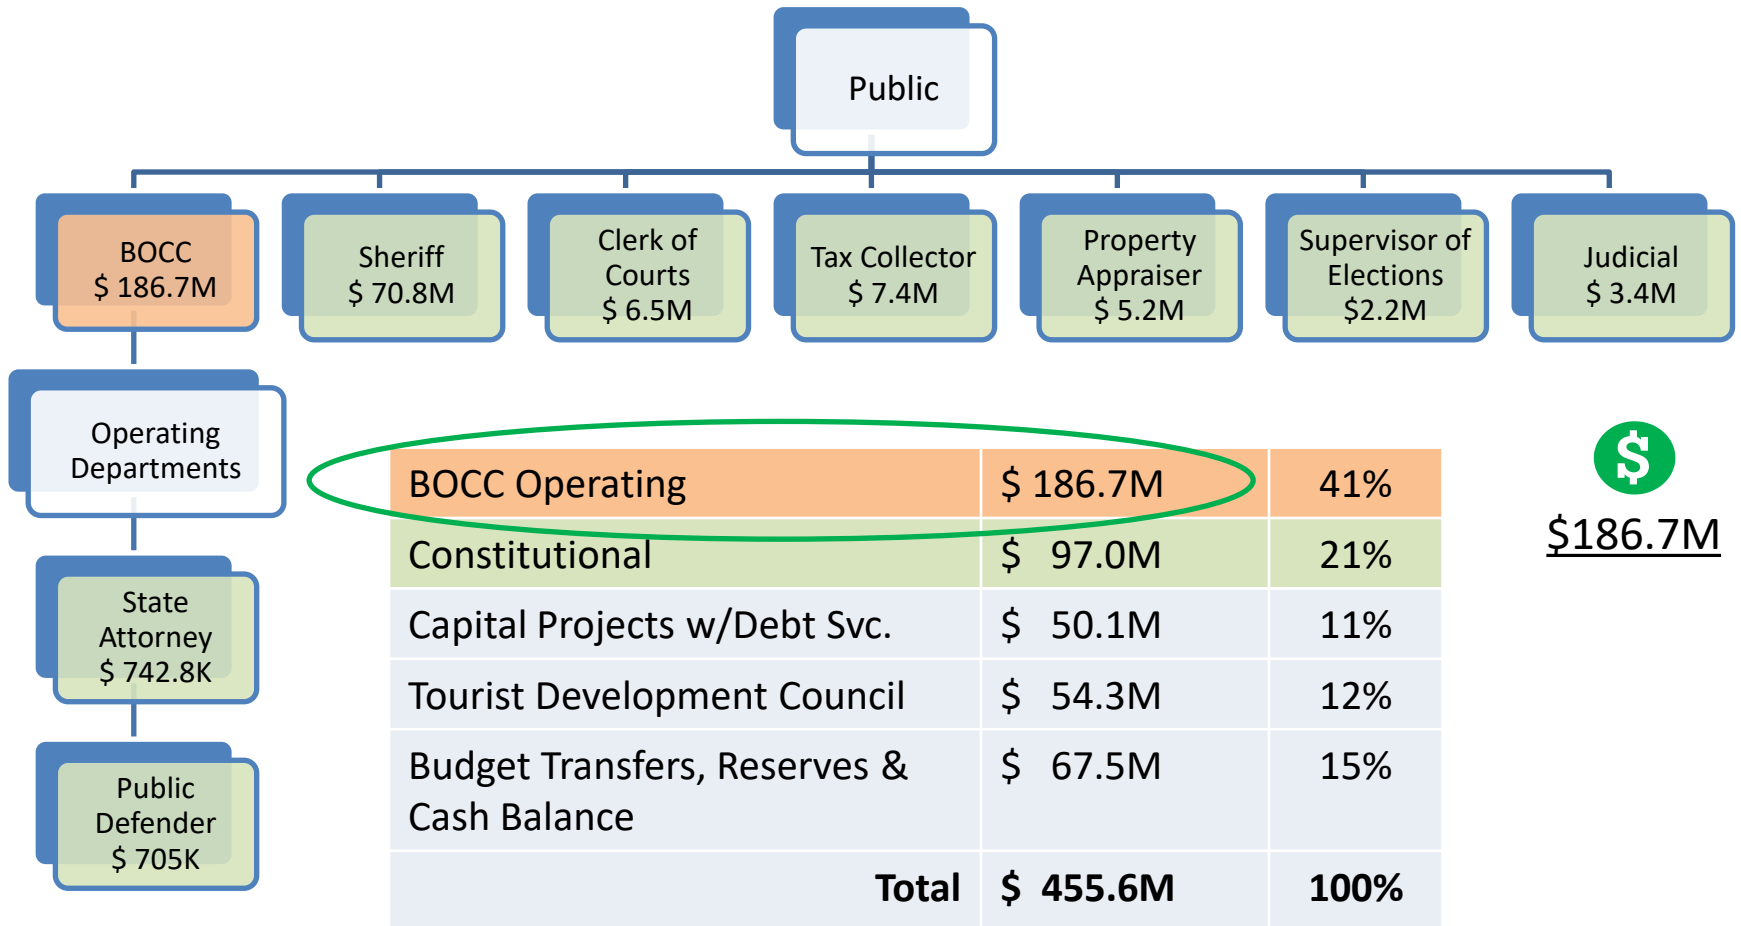 Public
BOCC
$ 186.7M
Sheriff
$ 70.8M
Clerk of
Courts
$ 6.5M
Tax Collector
$ 7.4M
Property
Appraiser
$ 5.2M
Supervisor of
Elections
$2.2M
Judicial
$ 3.4M
Operating
Departments
State
Attorney
$ 742.8K
Public
Defender
$ 705K
BOCC Operating $ 186.7M 41%
Constitutional $ 97.0M 21%
Capital Projects w/Debt Svc. $ 50.1M 11%
Tourist Development Council $ 54.3M 12%
Budget Transfers, Reserves & $ 67.5M 15%
Cash Balance
Total $ 455.6M 100%
$
$186.7M